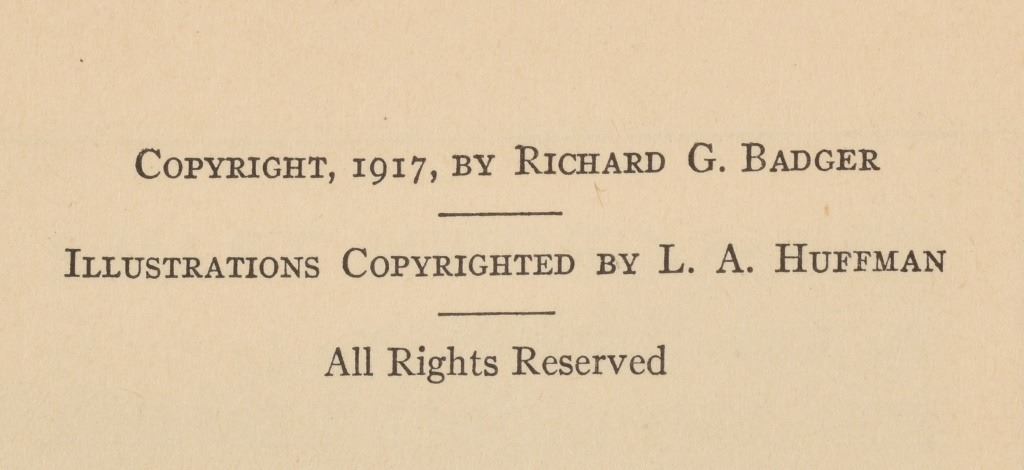 Copyright, 1917, by Richard G. Badger
Illustrations Copyrighted by L. A. Huffman
All Rights Reserved